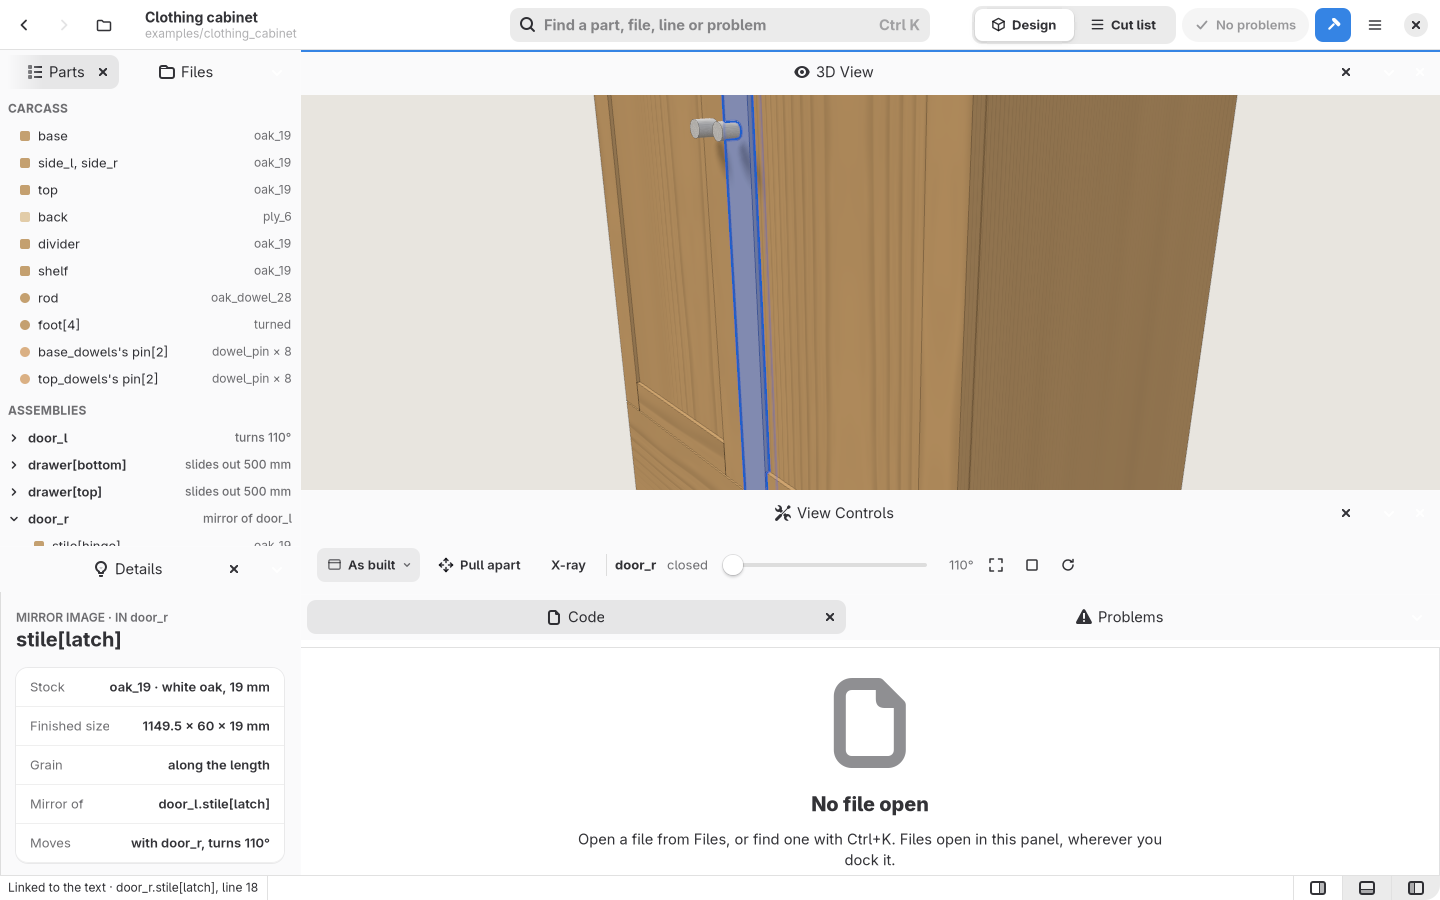 Clothing cabinet
examples/clothing_cabinet
Find a part, file, line or problem
Ctrl K
Design
Cut list
No problems
Parts
Files
3D View
CARCASS
base oak_19
side_l, side_r oak_19
top oak_19
back ply_6
divider oak_19
shelf oak_19
rod oak_dowel_28
foot[4] turned
base_dowels's pin[2] dowel_pin × 8
top_dowels's pin[2] dowel_pin × 8
ASSEMBLIES
door_l turns 110°
drawer[bottom] slides out 500 mm
drawer[top] slides out 500 mm
door_r mirror of door_l
stile[hinge] oak_19
View Controls
As built
Pull apart
X-ray
door_r closed
110°
Details
MIRROR IMAGE · IN door_r
stile[latch]
Stock oak_19 · white oak, 19 mm
Finished size 1149.5 × 60 × 19 mm
Grain along the length
Mirror of door_l.stile[latch]
Moves with door_r, turns 110°
Code
Problems
No file open
Open a file from Files, or find one with Ctrl+K. Files open in this panel, wherever you
dock it.
Linked to the text · door_r.stile[latch], line 18